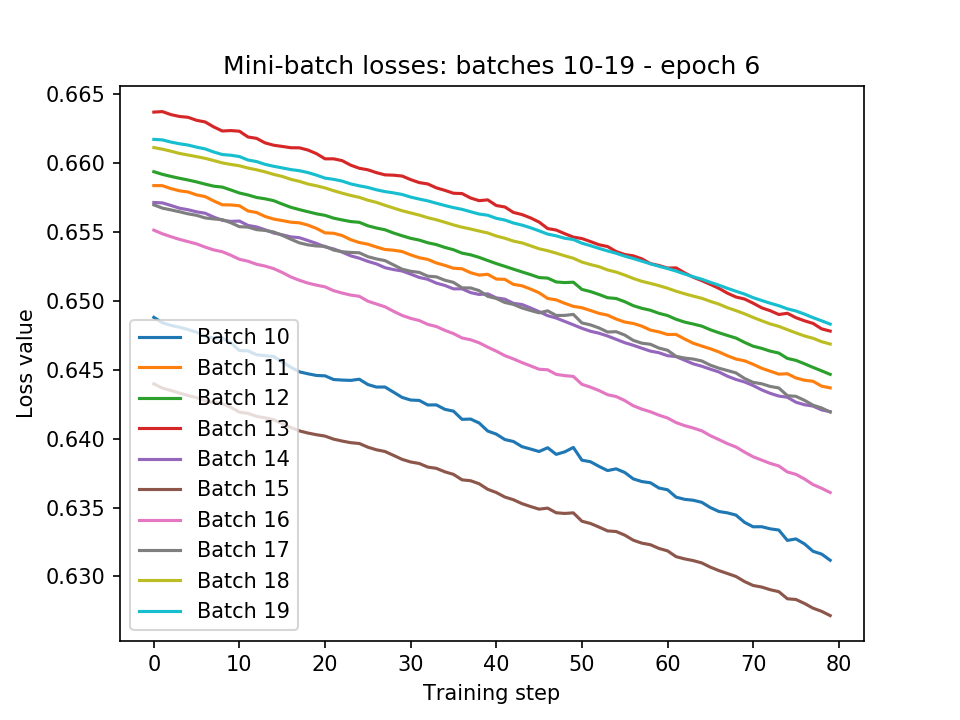 Mini-batch losses: batches 10-19 - epoch 6
Loss value
0.665
0.660
0.655
0.650
0.645
0.640
0.635
0.630
Batch 10
Batch 11
Batch 12
Batch 13
Batch 14
Batch 15
Batch 16
Batch 17
Batch 18
Batch 19
0 10 20 30 40 50 60 70 80
Training step